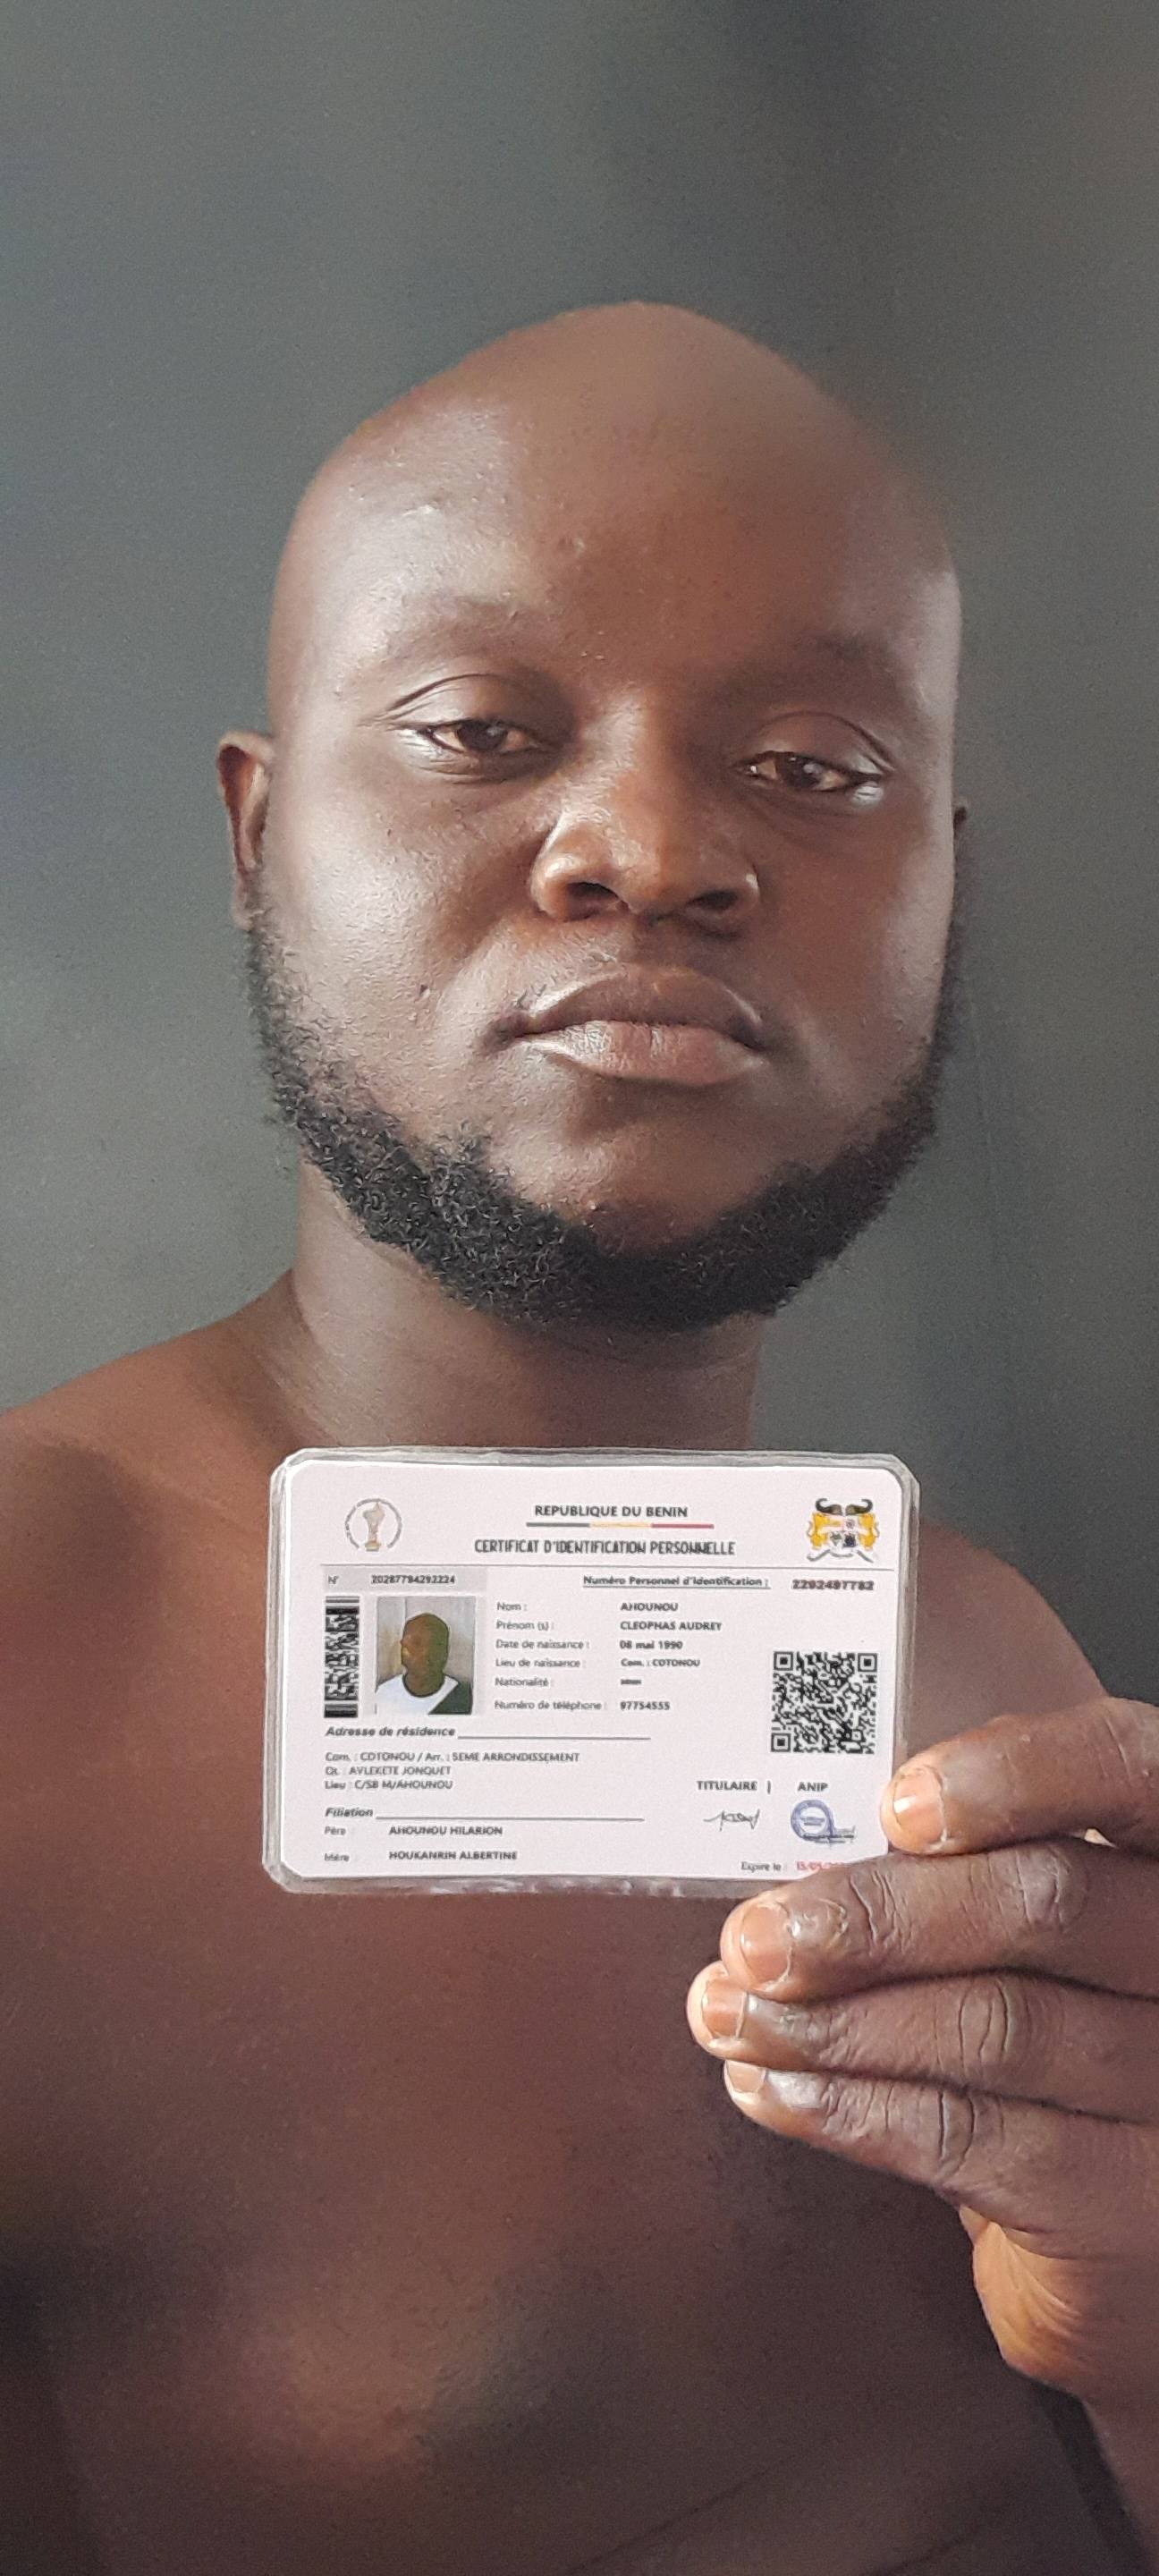 REPUBLIQUE DU BENIN
CERTIFICAT D'IDENTIFICATION PERSONNELLE
N° 20287794292224
Numéro Personnel d'Identification : 2292497782
Nom : AHOUNOU
Prénom (s) : CLEOPHAS AUDREY
Date de naissance : 08 mai 1990
Lieu de naissance : Com. : COTONOU
Nationalité :
Numéro de téléphone : 97754555
Adresse de résidence
Com. : COTONOU / Arr. : 5EME ARRONDISSEMENT
Qt. : AVLEKETE JONQUET
Lieu : C/SB M/AHOUNOU
TITULAIRE | ANIP
Filiation
Père : AHOUNOU HILARION
Mère : HOUKANRIN ALBERTINE
Expire le :